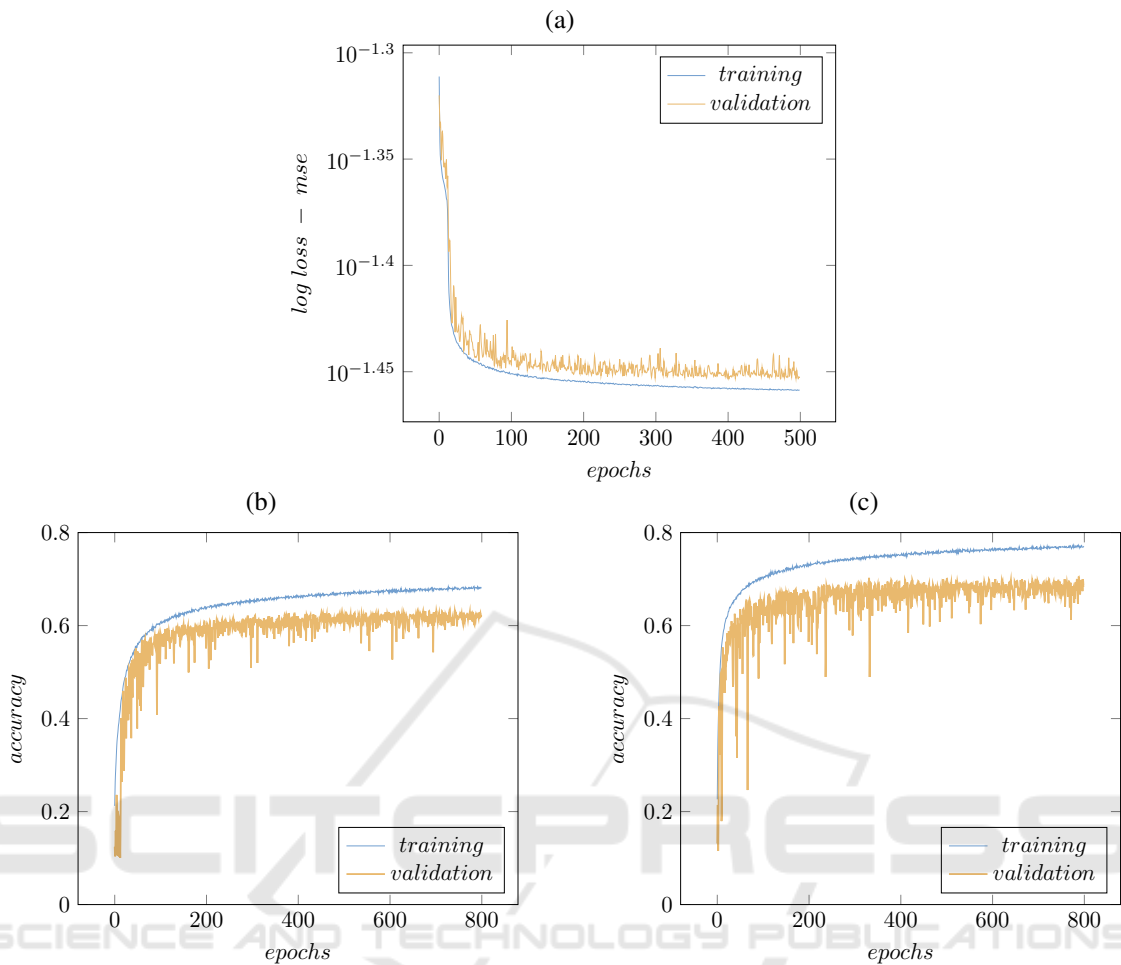 (a)
10^−1.3
10^−1.35
10^−1.4
10^−1.45
log loss − mse
training
validation
0 100 200 300 400 500
epochs
(b)
0.8
0.6
0.4
0.2
0
accuracy
training
validation
0 200 400 600 800
epochs
(c)
0.8
0.6
0.4
0.2
0
accuracy
training
validation
0 200 400 600 800
epochs
SCITEPRESS
SCIENCE AND TECHNOLOGY PUBLICATIONS